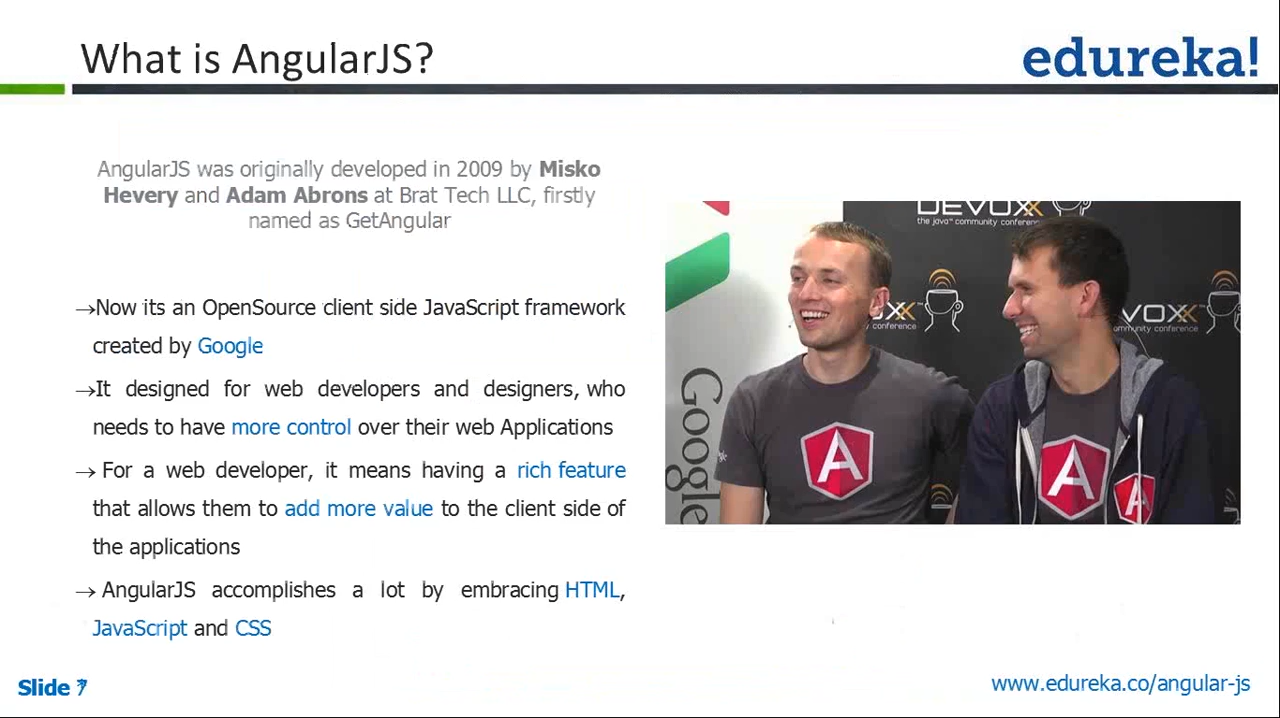 What is AngularJS?
edureka!
AngularJS was originally developed in 2009 by Misko
Hevery and Adam Abrons at Brat Tech LLC, firstly
named as GetAngular
→Now its an OpenSource client side JavaScript framework
created by Google
→It designed for web developers and designers, who
needs to have more control over their web Applications
→ For a web developer, it means having a rich feature
that allows them to add more value to the client side of
the applications
→ AngularJS accomplishes a lot by embracing HTML,
JavaScript and CSS
DEVOXX
the java™ community conference
conference
VOXX
community conference
Google
A
A
A
Slide 7
www.edureka.co/angular-js